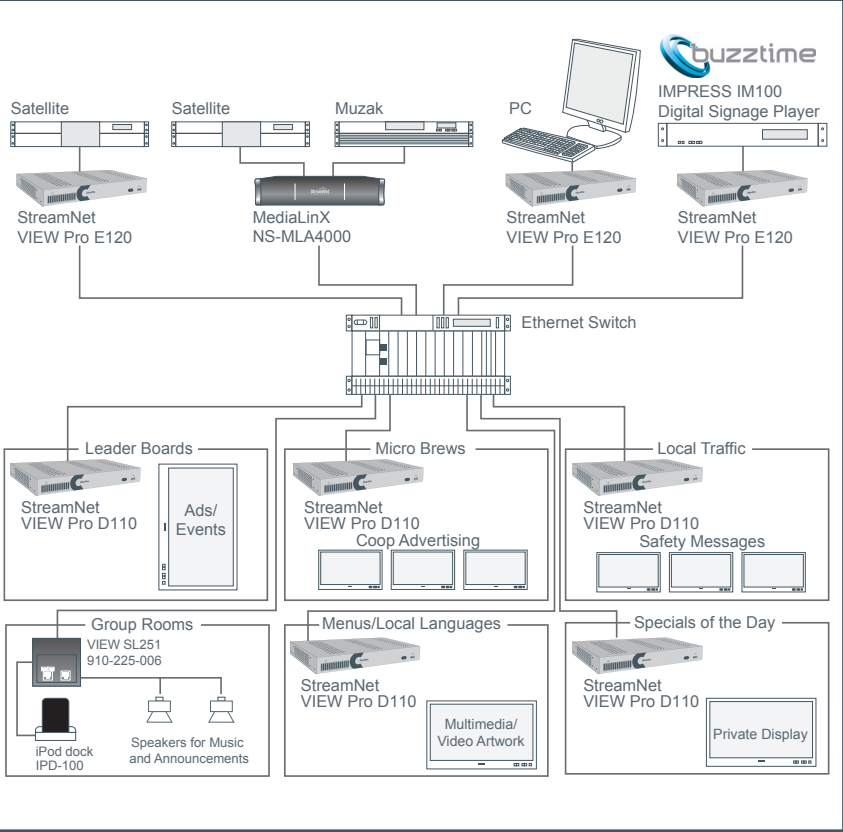 buzztime
IMPRESS IM100
Digital Signage Player
Satellite
Satellite
Muzak
PC
StreamNet
StreamNet
VIEW Pro E120
MediaLinX
NS-MLA4000
StreamNet
VIEW Pro E120
StreamNet
VIEW Pro E120
Ethernet Switch
Leader Boards
StreamNet
VIEW Pro D110
Ads/
Events
Micro Brews
StreamNet
VIEW Pro D110
Coop Advertising
Local Traffic
StreamNet
VIEW Pro D110
Safety Messages
Group Rooms
VIEW SL251
910-225-006
iPod dock
IPD-100
Speakers for Music
and Announcements
Menus/Local Languages
StreamNet
VIEW Pro D110
Multimedia/
Video Artwork
Specials of the Day
StreamNet
VIEW Pro D110
Private Display